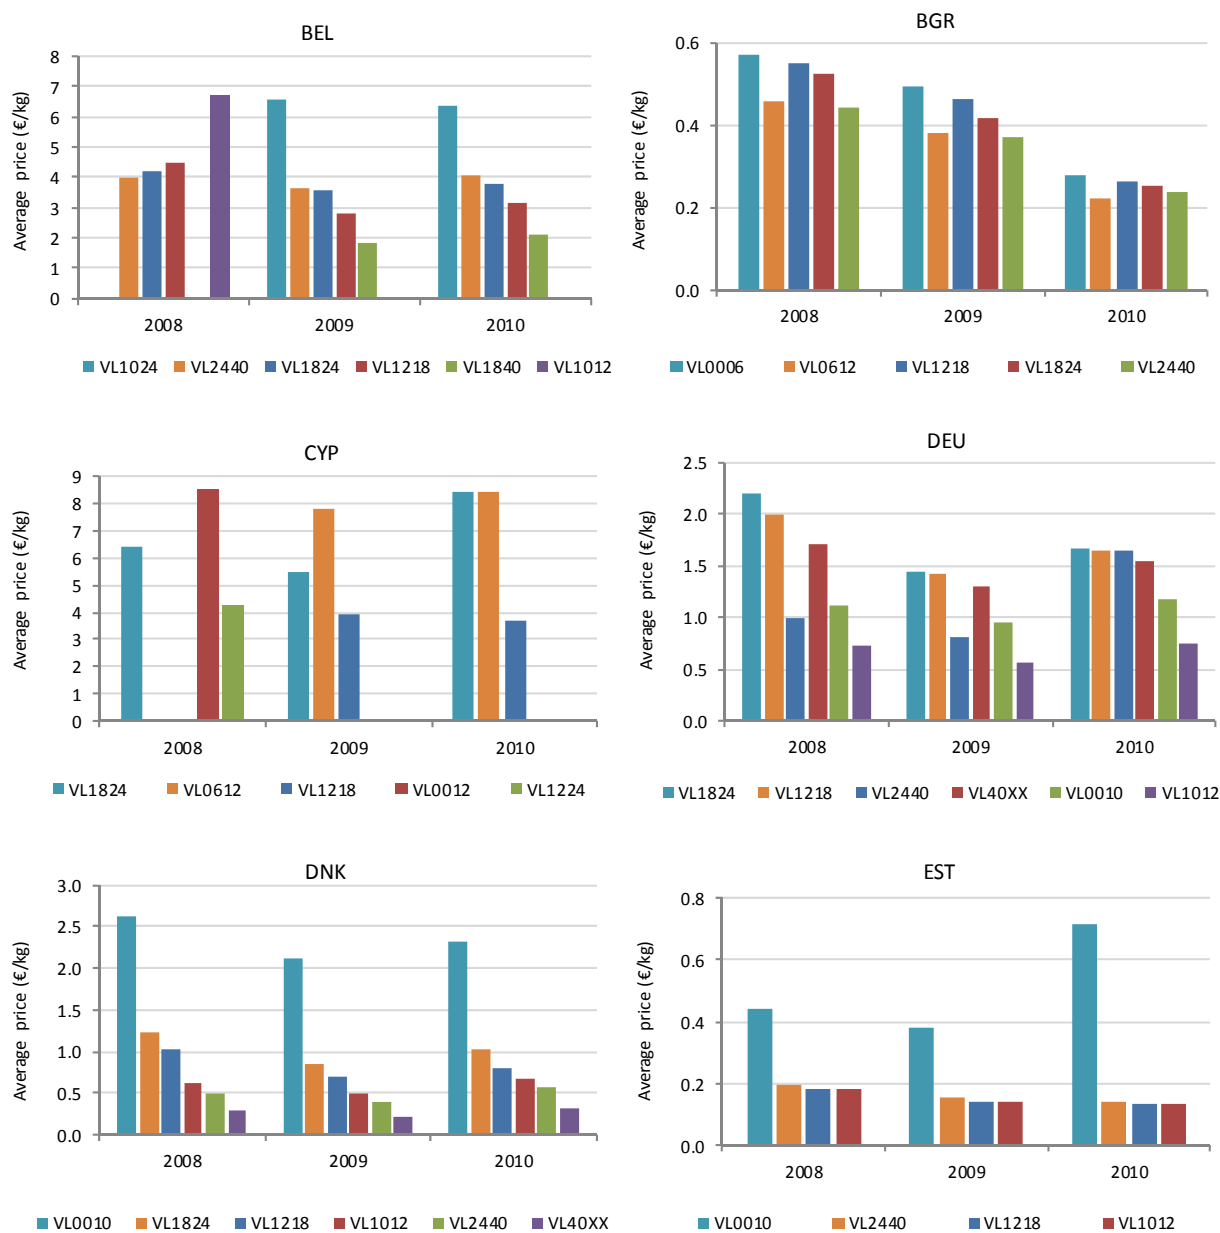 BEL
Average price (€/kg)
8
7
6
5
4
3
2
1
0
2008 2009 2010
VL1024 VL2440 VL1824 VL1218 VL1840 VL1012
BGR
Average price (€/kg)
0.6
0.4
0.2
0.0
2008 2009 2010
VL0006 VL0612 VL1218 VL1824 VL2440
CYP
Average price (€/kg)
9
8
7
6
5
4
3
2
1
0
2008 2009 2010
VL1824 VL0612 VL1218 VL0012 VL1224
DEU
Average price (€/kg)
2.5
2.0
1.5
1.0
0.5
0.0
2008 2009 2010
VL1824 VL1218 VL2440 VL40XX VL0010 VL1012
DNK
Average price (€/kg)
3.0
2.5
2.0
1.5
1.0
0.5
0.0
2008 2009 2010
VL0010 VL1824 VL1218 VL1012 VL2440 VL40XX
EST
Average price (€/kg)
0.8
0.6
0.4
0.2
0.0
2008 2009 2010
VL0010 VL2440 VL1218 VL1012